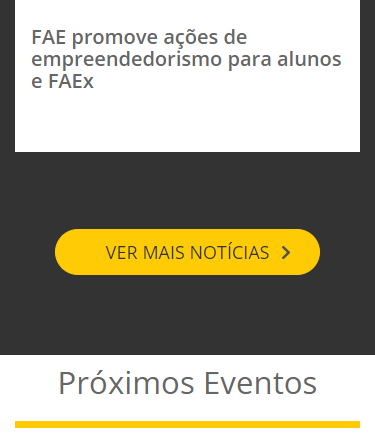 FAE promove ações de
empreendedorismo para alunos
e FAEx
VER MAIS NOTÍCIAS
Próximos Eventos